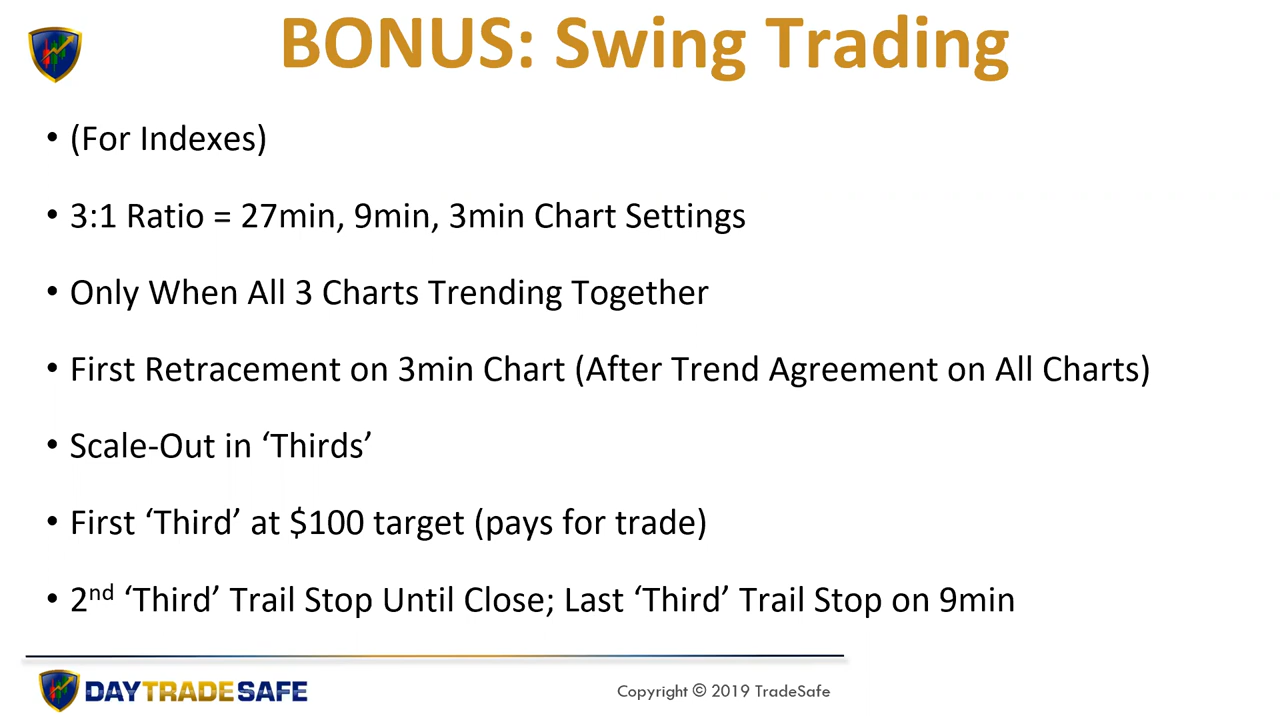 BONUS: Swing Trading
• (For Indexes)
• 3:1 Ratio = 27min, 9min, 3min Chart Settings
• Only When All 3 Charts Trending Together
• First Retracement on 3min Chart (After Trend Agreement on All Charts)
• Scale-Out in ‘Thirds’
• First ‘Third’ at $100 target (pays for trade)
• 2nd ‘Third’ Trail Stop Until Close; Last ‘Third’ Trail Stop on 9min
DAYTRADESAFE
Copyright © 2019 TradeSafe